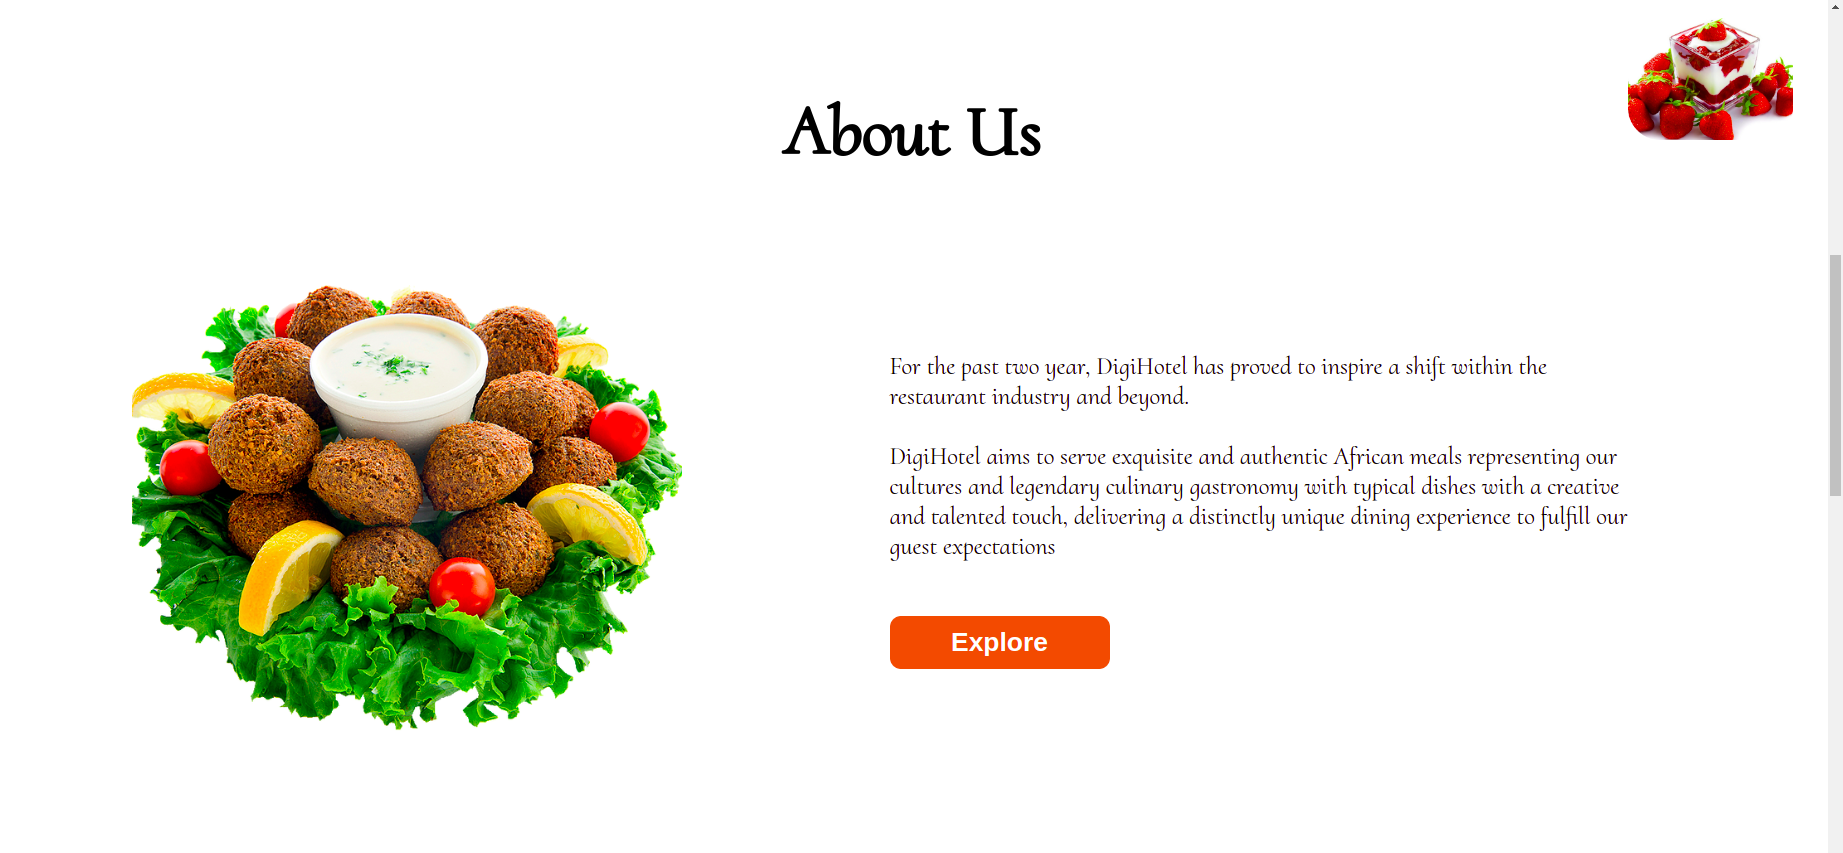 About Us
For the past two year, DigiHotel has proved to inspire a shift within the
restaurant industry and beyond.
DigiHotel aims to serve exquisite and authentic African meals representing our
cultures and legendary culinary gastronomy with typical dishes with a creative
and talented touch, delivering a distinctly unique dining experience to fulfill our
guest expectations
Explore